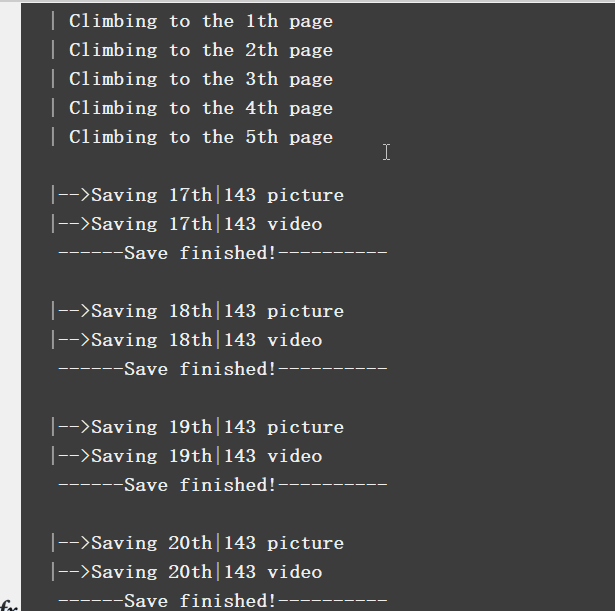 | Climbing to the 1th page
| Climbing to the 2th page
| Climbing to the 3th page
| Climbing to the 4th page
| Climbing to the 5th page
|-->Saving 17th|143 picture
|-->Saving 17th|143 video
------Save finished!----------
|-->Saving 18th|143 picture
|-->Saving 18th|143 video
------Save finished!----------
|-->Saving 19th|143 picture
|-->Saving 19th|143 video
------Save finished!----------
|-->Saving 20th|143 picture
|-->Saving 20th|143 video
------Save finished!----------